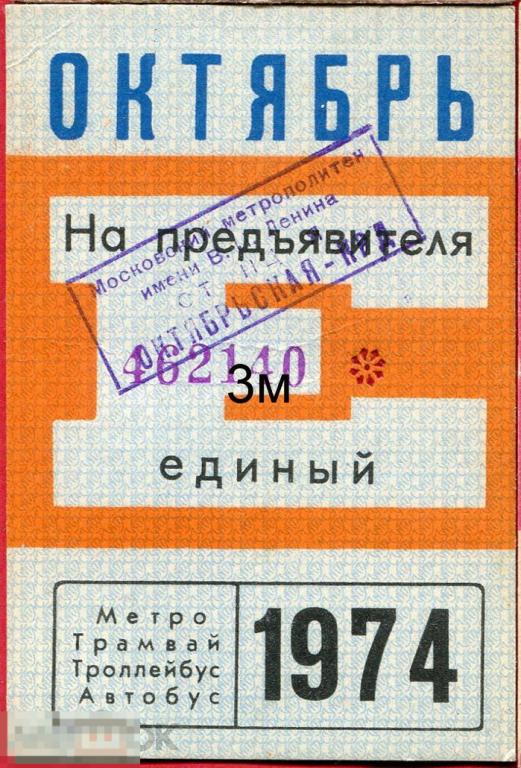 ОКТЯБРЬ
На предъявителя
Московский метрополитен
имени В. Ленина
ОКТЯБРЬСКАЯ-
462140
3м
единый
Метро
Трамвай
Троллейбус
Автобус
1974